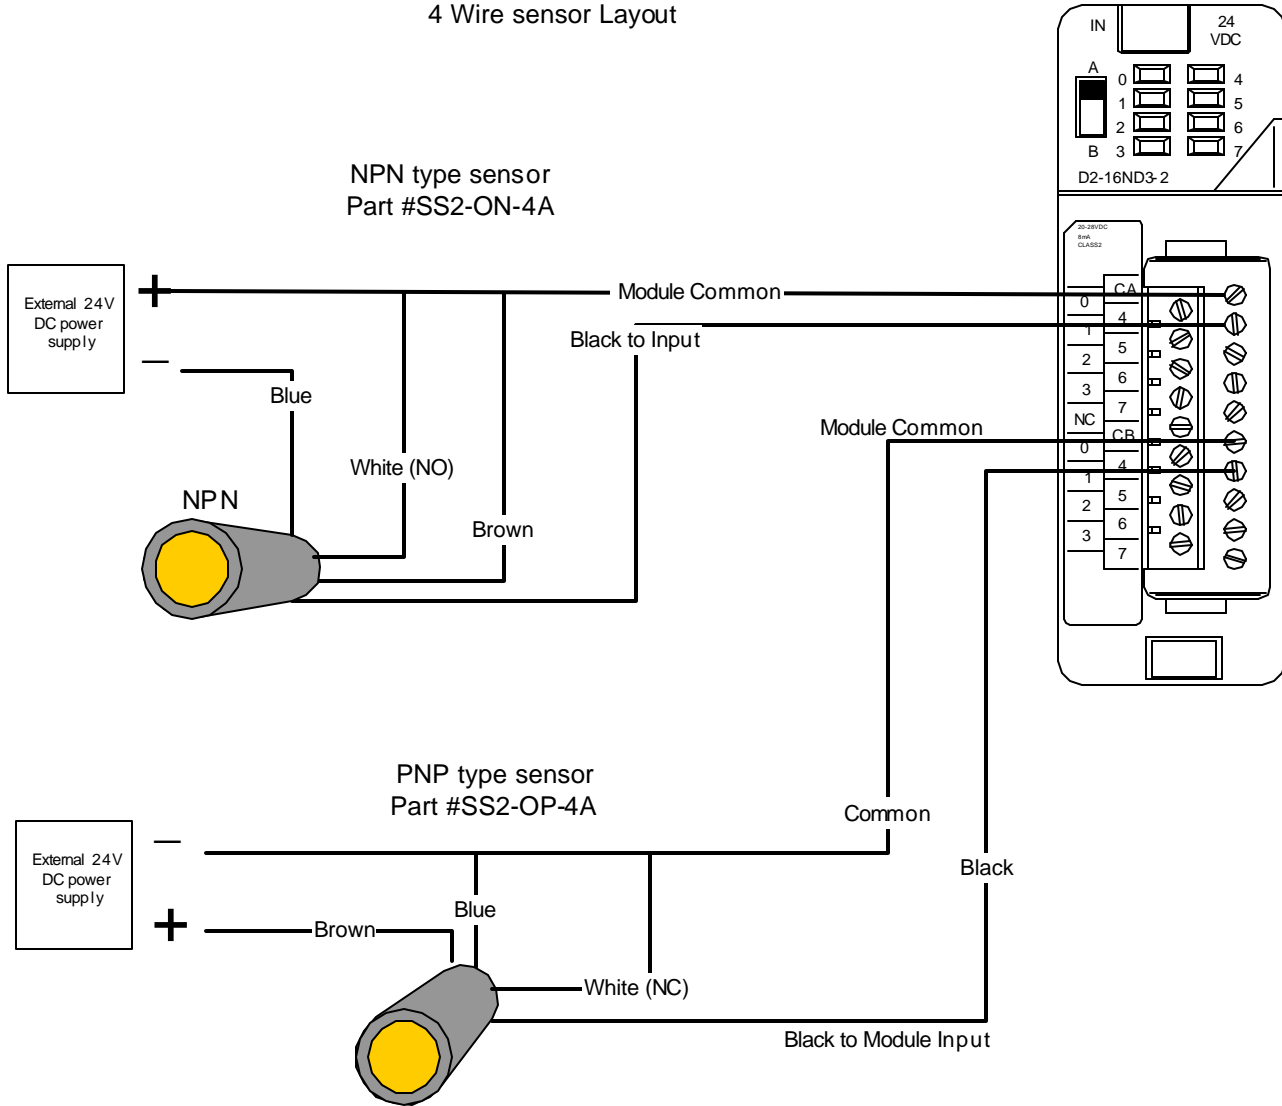 4 Wire sensor Layout
IN
24
VDC
A
0
4
1
5
2
6
B
3
7
D2-16ND3-2
NPN type sensor
Part #SS2-ON-4A
20-28VDC
8mA
CLASS2
External 24V
DC power
supply
+
−
Module Common
Black to Input
Blue
White (NO)
Brown
NPN
Module Common
CA
0
4
1
5
2
6
3
7
NC
CB
0
4
1
5
2
6
3
7
PNP type sensor
Part #SS2-OP-4A
External 24V
DC power
supply
−
+
Common
Black
Blue
Brown
White (NC)
Black to Module Input